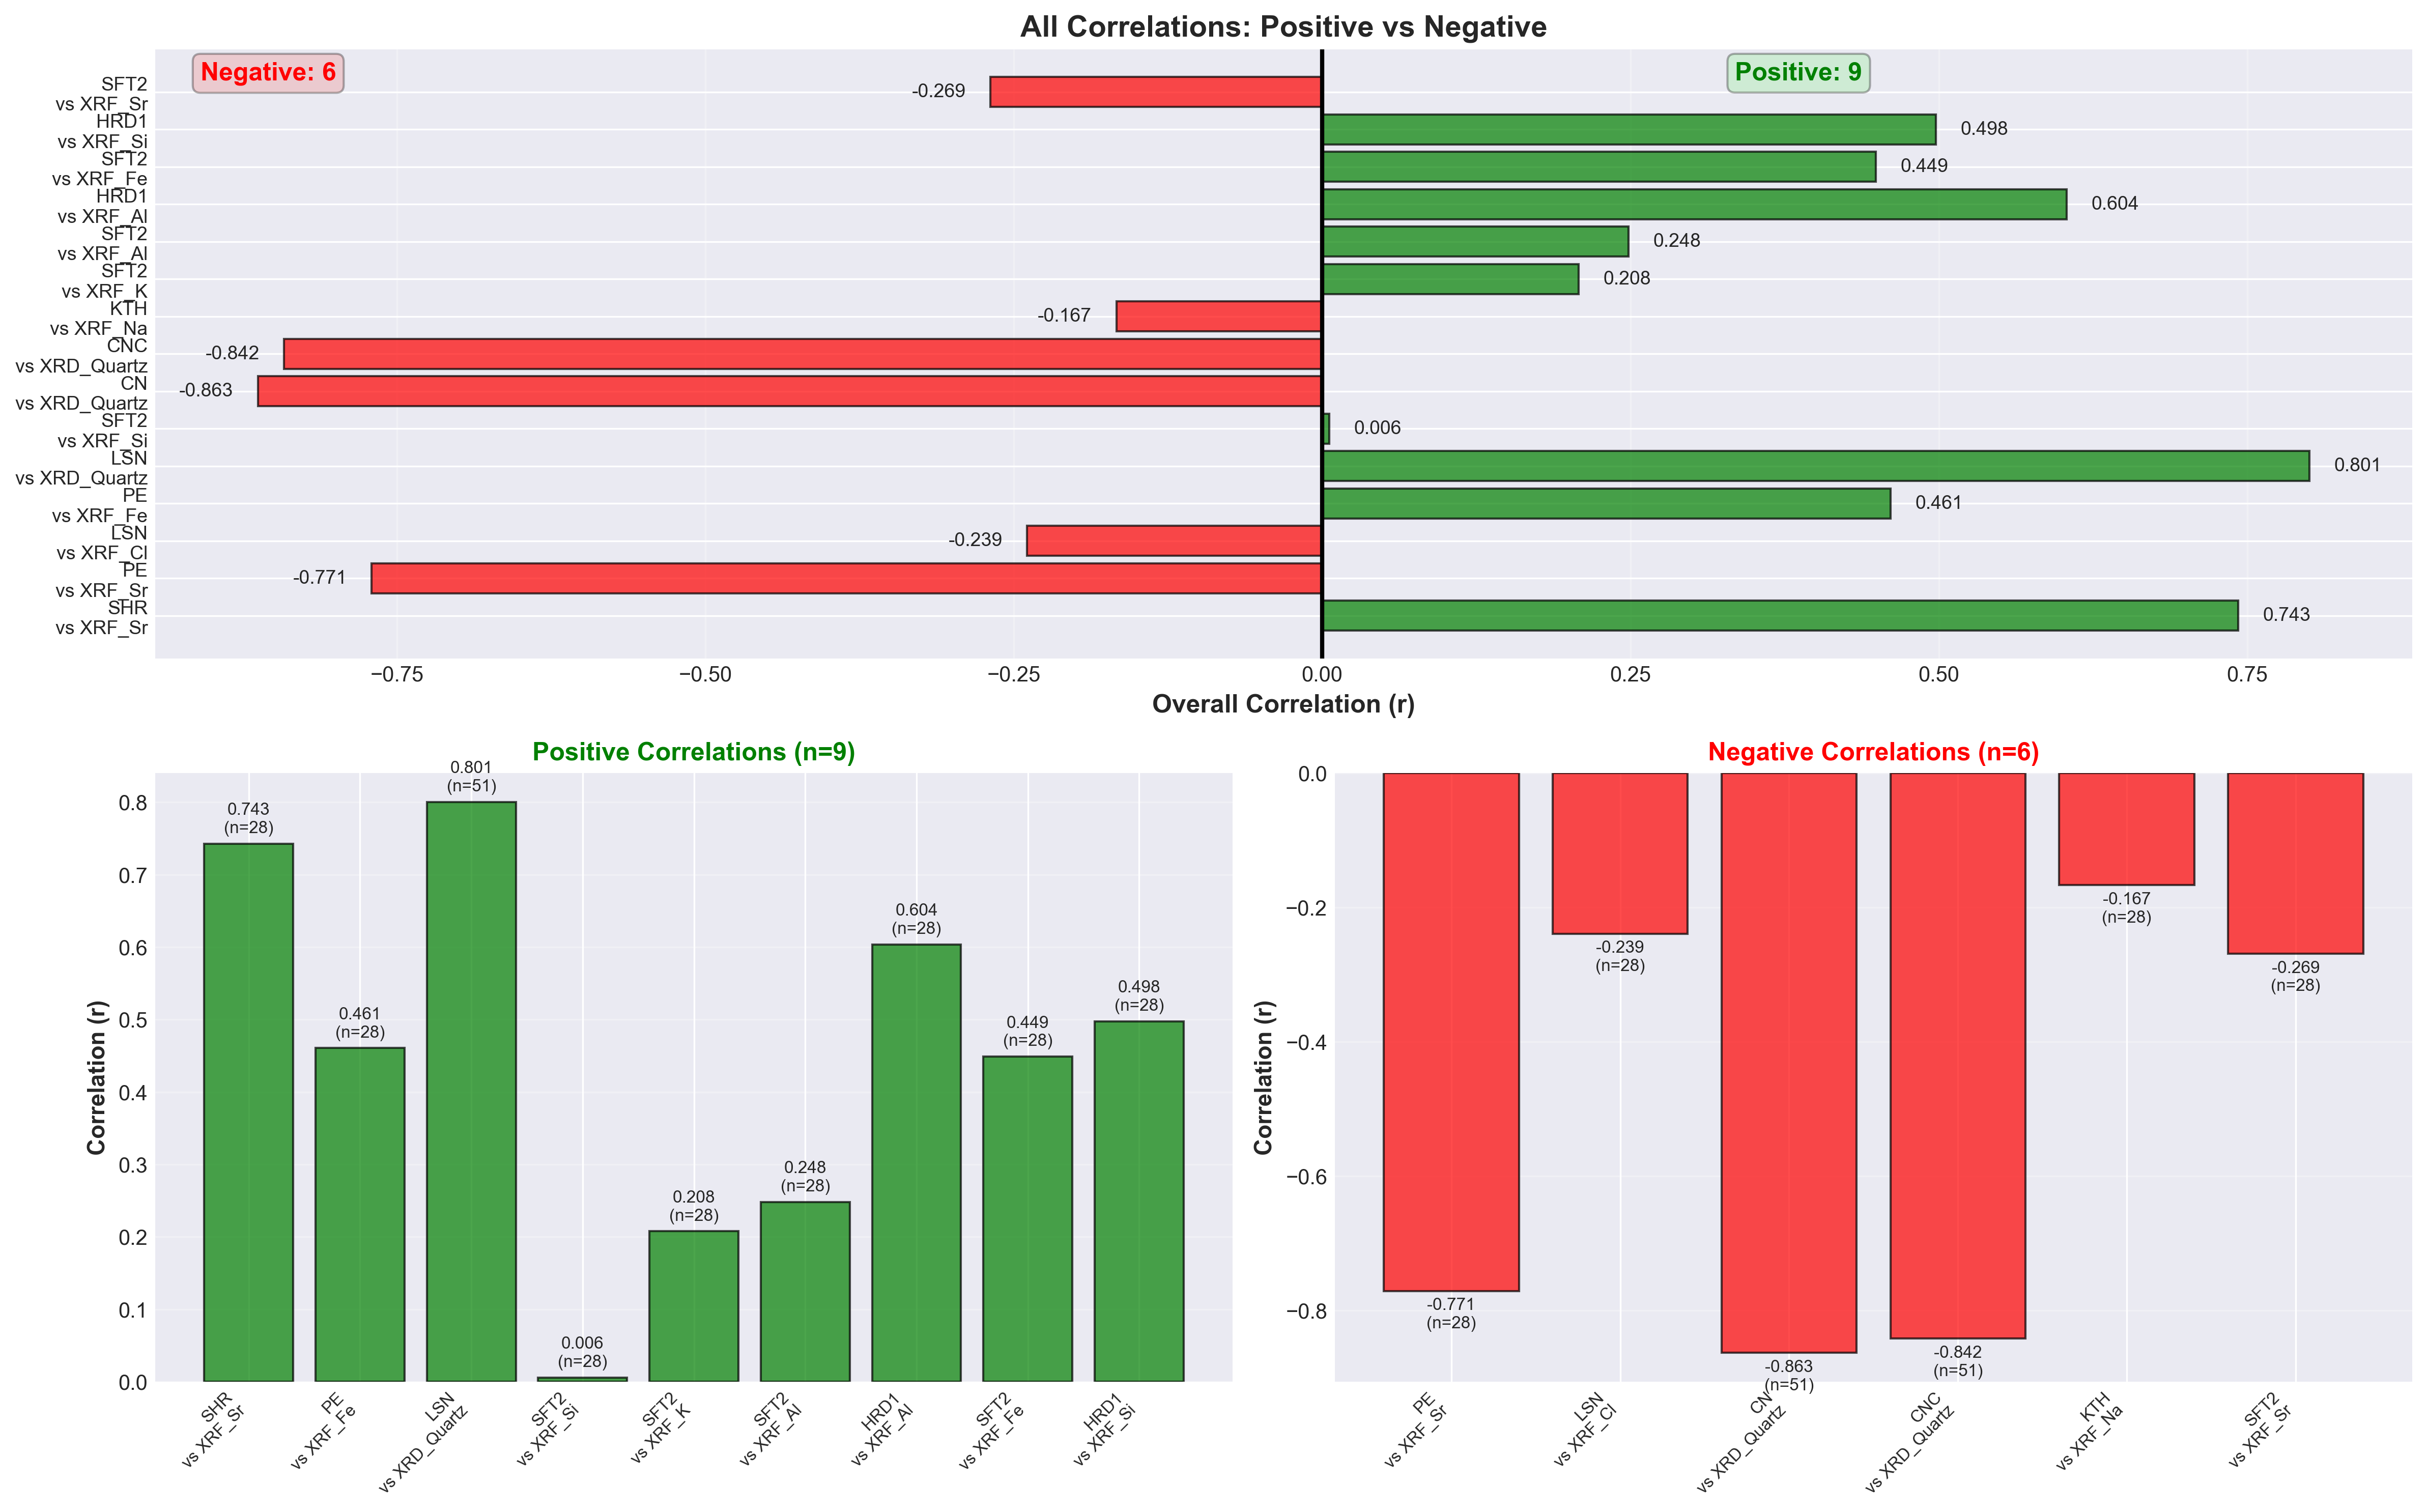 All Correlations: Positive vs Negative
Negative: 6
Positive: 9
SFT2
vs XRF_Sr
-0.269
HRD1
vs XRF_Si
0.498
SFT2
vs XRF_Fe
0.449
HRD1
vs XRF_Al
0.604
SFT2
vs XRF_Al
0.248
SFT2
vs XRF_K
0.208
KTH
vs XRF_Na
-0.167
CNC
vs XRD_Quartz
-0.842
CN
vs XRD_Quartz
-0.863
SFT2
vs XRF_Si
0.006
LSN
vs XRD_Quartz
0.801
PE
vs XRF_Fe
0.461
LSN
vs XRF_Cl
-0.239
PE
vs XRF_Sr
-0.771
SHR
vs XRF_Sr
0.743
−0.75
−0.50
−0.25
0.00
0.25
0.50
0.75
Overall Correlation (r)
Positive Correlations (n=9)
Correlation (r)
0.8
0.7
0.6
0.5
0.4
0.3
0.2
0.1
0.0
0.743
(n=28)
0.461
(n=28)
0.801
(n=51)
0.006
(n=28)
0.208
(n=28)
0.248
(n=28)
0.604
(n=28)
0.449
(n=28)
0.498
(n=28)
SHR
vs XRF_Sr
PE
vs XRF_Fe
LSN
vs XRD_Quartz
SFT2
vs XRF_Si
SFT2
vs XRF_K
SFT2
vs XRF_Al
HRD1
vs XRF_Al
SFT2
vs XRF_Fe
HRD1
vs XRF_Si
Negative Correlations (n=6)
Correlation (r)
0.0
−0.2
−0.4
−0.6
−0.8
-0.771
(n=28)
-0.239
(n=28)
-0.863
(n=51)
-0.842
(n=51)
-0.167
(n=28)
-0.269
(n=28)
PE
vs XRF_Sr
LSN
vs XRF_Cl
CN
vs XRD_Quartz
CNC
vs XRD_Quartz
KTH
vs XRF_Na
SFT2
vs XRF_Sr